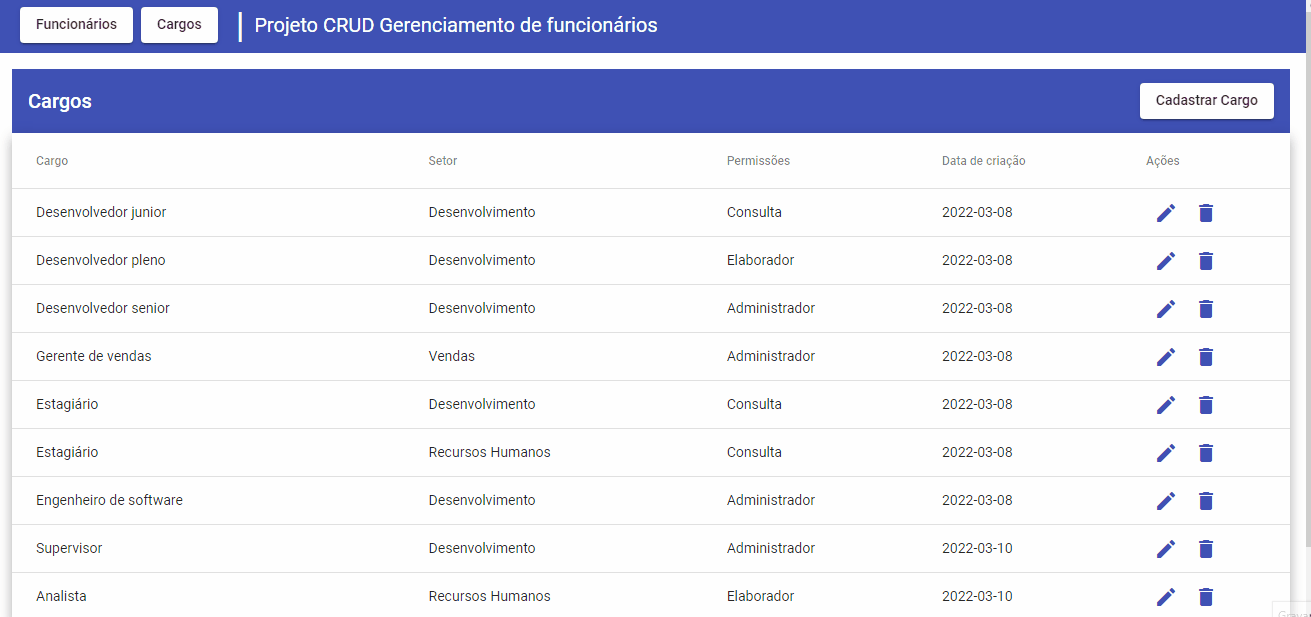 Funcionários Cargos Projeto CRUD Gerenciamento de funcionários
Cargos Cadastrar Cargo
Cargo Setor Permissões Data de criação Ações
Desenvolvedor junior Desenvolvimento Consulta 2022-03-08
Desenvolvedor pleno Desenvolvimento Elaborador 2022-03-08
Desenvolvedor senior Desenvolvimento Administrador 2022-03-08
Gerente de vendas Vendas Administrador 2022-03-08
Estagiário Desenvolvimento Consulta 2022-03-08
Estagiário Recursos Humanos Consulta 2022-03-08
Engenheiro de software Desenvolvimento Administrador 2022-03-08
Supervisor Desenvolvimento Administrador 2022-03-10
Analista Recursos Humanos Elaborador 2022-03-10